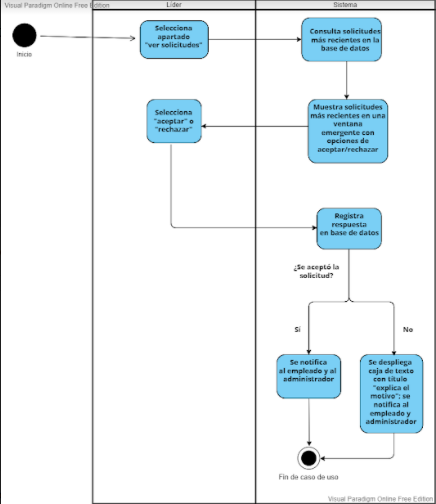 Visual Paradigm Online Free Edition
Líder
Sistema
Inicio
Selecciona
apartado
"ver solicitudes"
Consulta solicitudes
más recientes en la
base de datos
Muestra solicitudes
más recientes en una
ventana
emergente con
opciones de
aceptar/rechazar
Selecciona
"aceptar" o
"rechazar"
Registra
respuesta
en base de datos
¿Se aceptó la
solicitud?
Sí
No
Se notifica
al empleado y al
administrador
Se despliega
caja de texto
con título
"explica el
motivo"; se
notifica al
empleado y
administrador
Fin de caso de uso
Visual Paradigm Online Free Edition